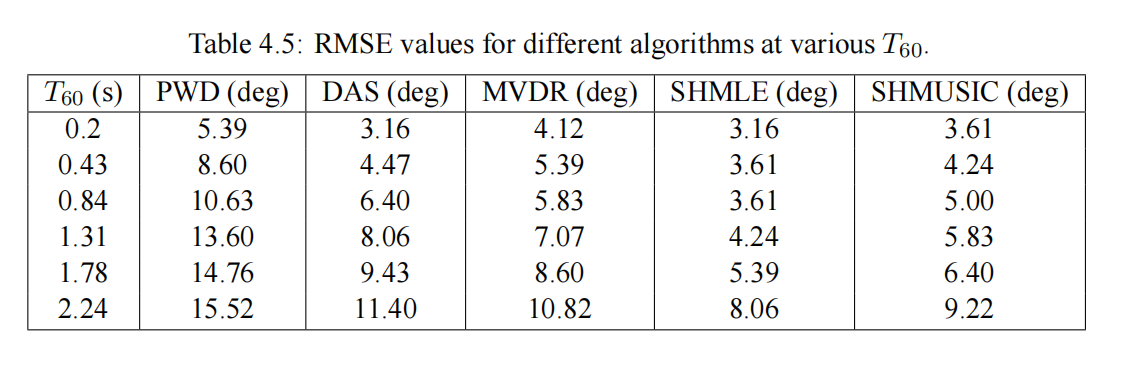 Table 4.5: RMSE values for different algorithms at various T60.
T60 (s) PWD (deg) DAS (deg) MVDR (deg) SHMLE (deg) SHMUSIC (deg)
0.2 5.39 3.16 4.12 3.16 3.61
0.43 8.60 4.47 5.39 3.61 4.24
0.84 10.63 6.40 5.83 3.61 5.00
1.31 13.60 8.06 7.07 4.24 5.83
1.78 14.76 9.43 8.60 5.39 6.40
2.24 15.52 11.40 10.82 8.06 9.22